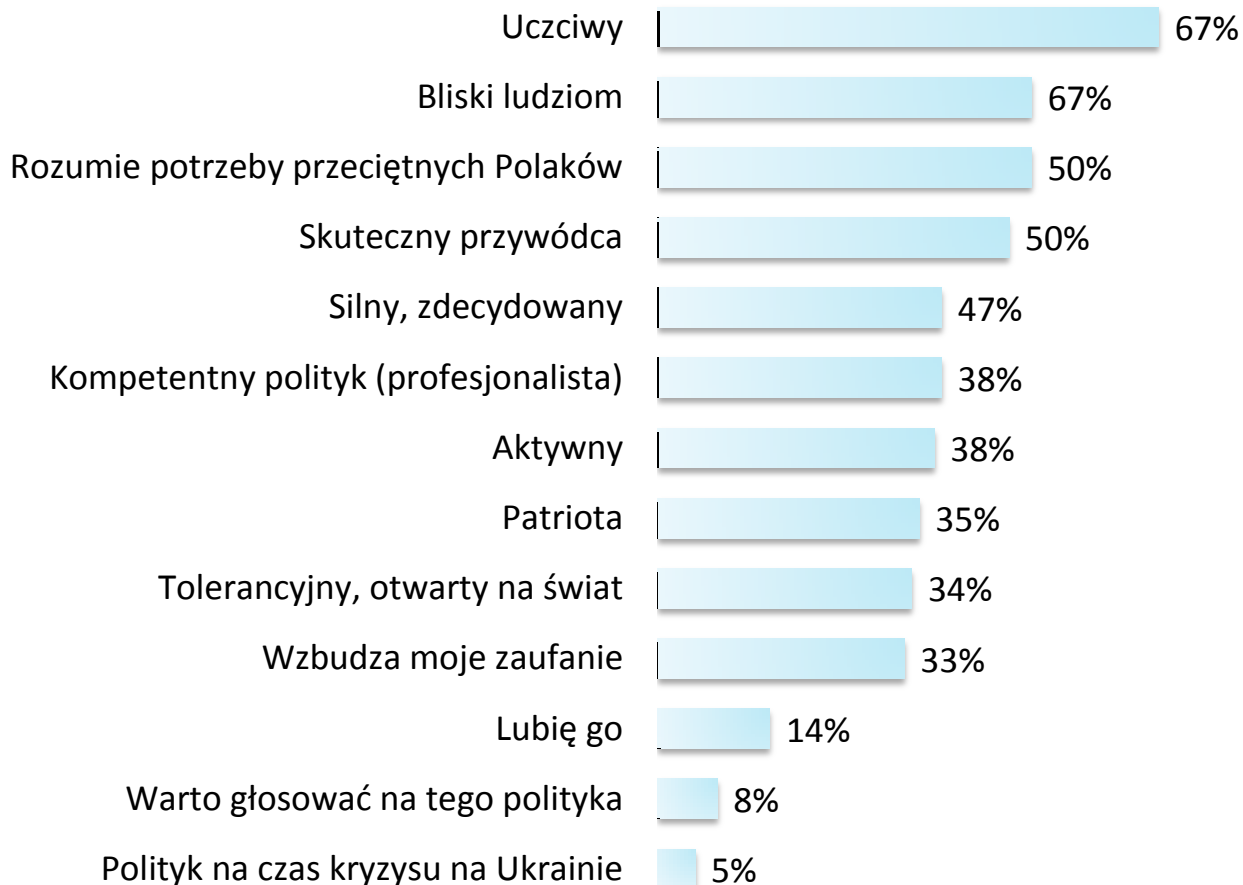 Uczciwy 67%
Bliski ludziom 67%
Rozumie potrzeby przeciętnych Polaków 50%
Skuteczny przywódca 50%
Silny, zdecydowany 47%
Kompetentny polityk (profesjonalista) 38%
Aktywny 38%
Patriota 35%
Tolerancyjny, otwarty na świat 34%
Wzbudza moje zaufanie 33%
Lubię go 14%
Warto głosować na tego polityka 8%
Polityk na czas kryzysu na Ukrainie 5%